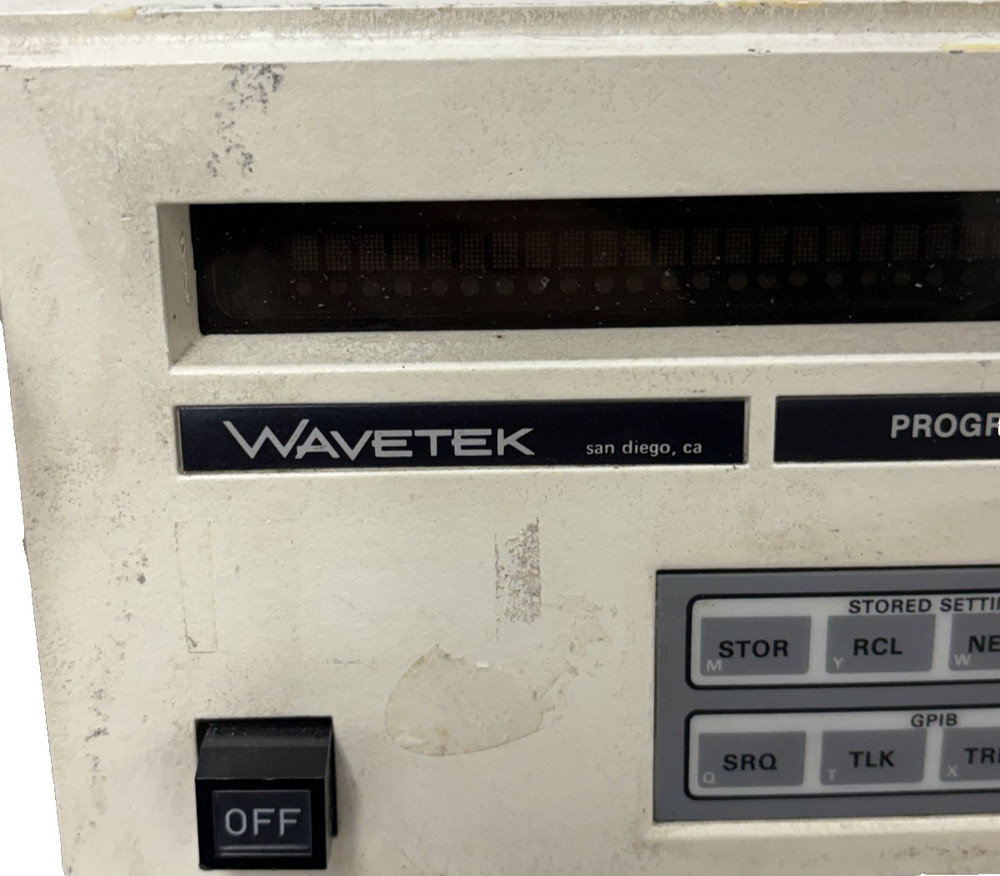 WAVETEK san diego, ca
PROGR
STORED SETTI
STOR RCL NE
M Y W
GPIB
SRQ TLK TR
Q T X
OFF